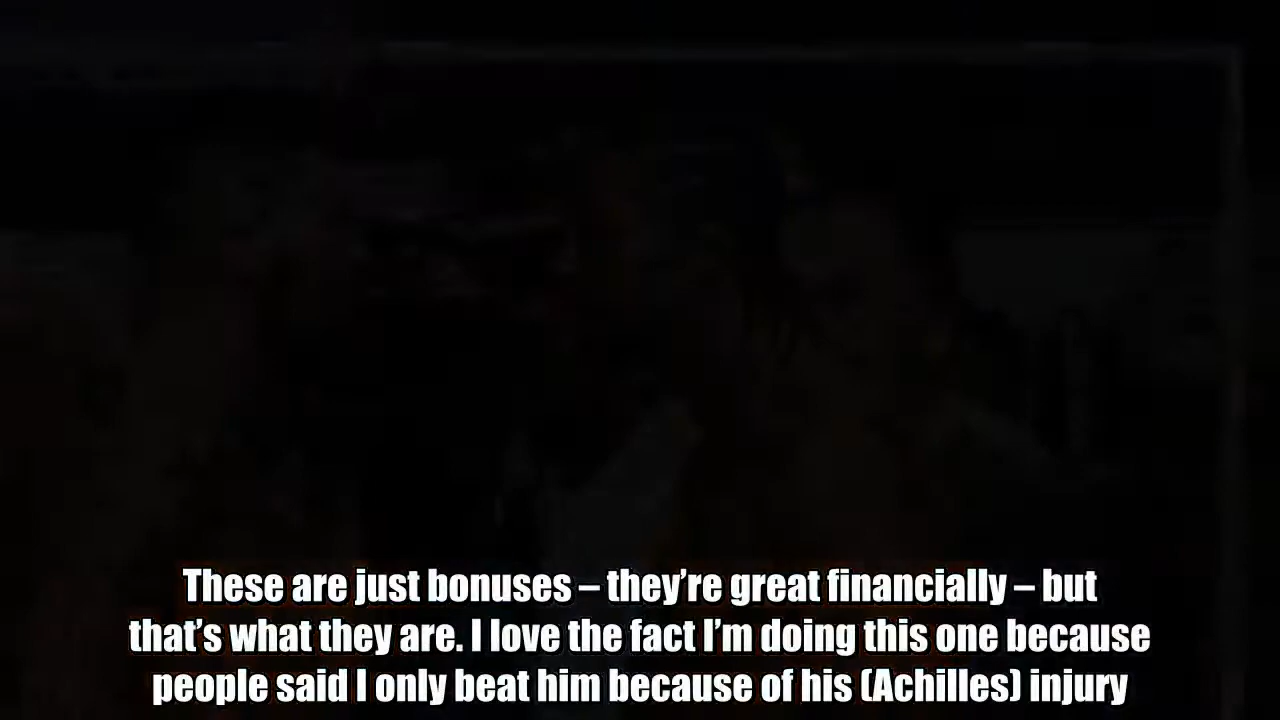 These are just bonuses – they’re great financially – but
that’s what they are. I love the fact I’m doing this one because
people said I only beat him because of his (Achilles) injury